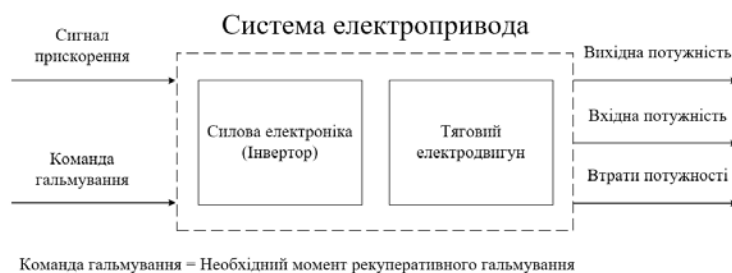 Система електропривода
Сигнал
прискорення
Команда
гальмування
Силова електроніка
(Інвертор)
Тяговий
електродвигун
Вихідна потужність
Вхідна потужність
Втрати потужності
Команда гальмування = Необхідний момент рекуперативного гальмування